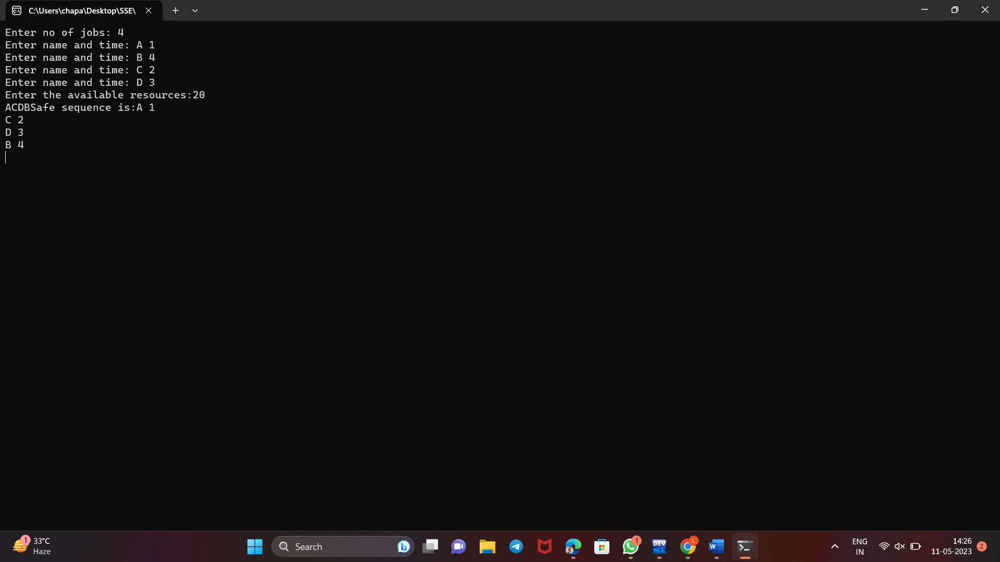 C:\Users\chapa\Desktop\SSE\
Enter no of jobs: 4
Enter name and time: A 1
Enter name and time: B 4
Enter name and time: C 2
Enter name and time: D 3
Enter the available resources:20
ACDBSafe sequence is:A 1
C 2
D 3
B 4
1
33°C
Haze
Search
1
DEV
C++
L
W
ENG
IN
14:26
11-05-2023
2